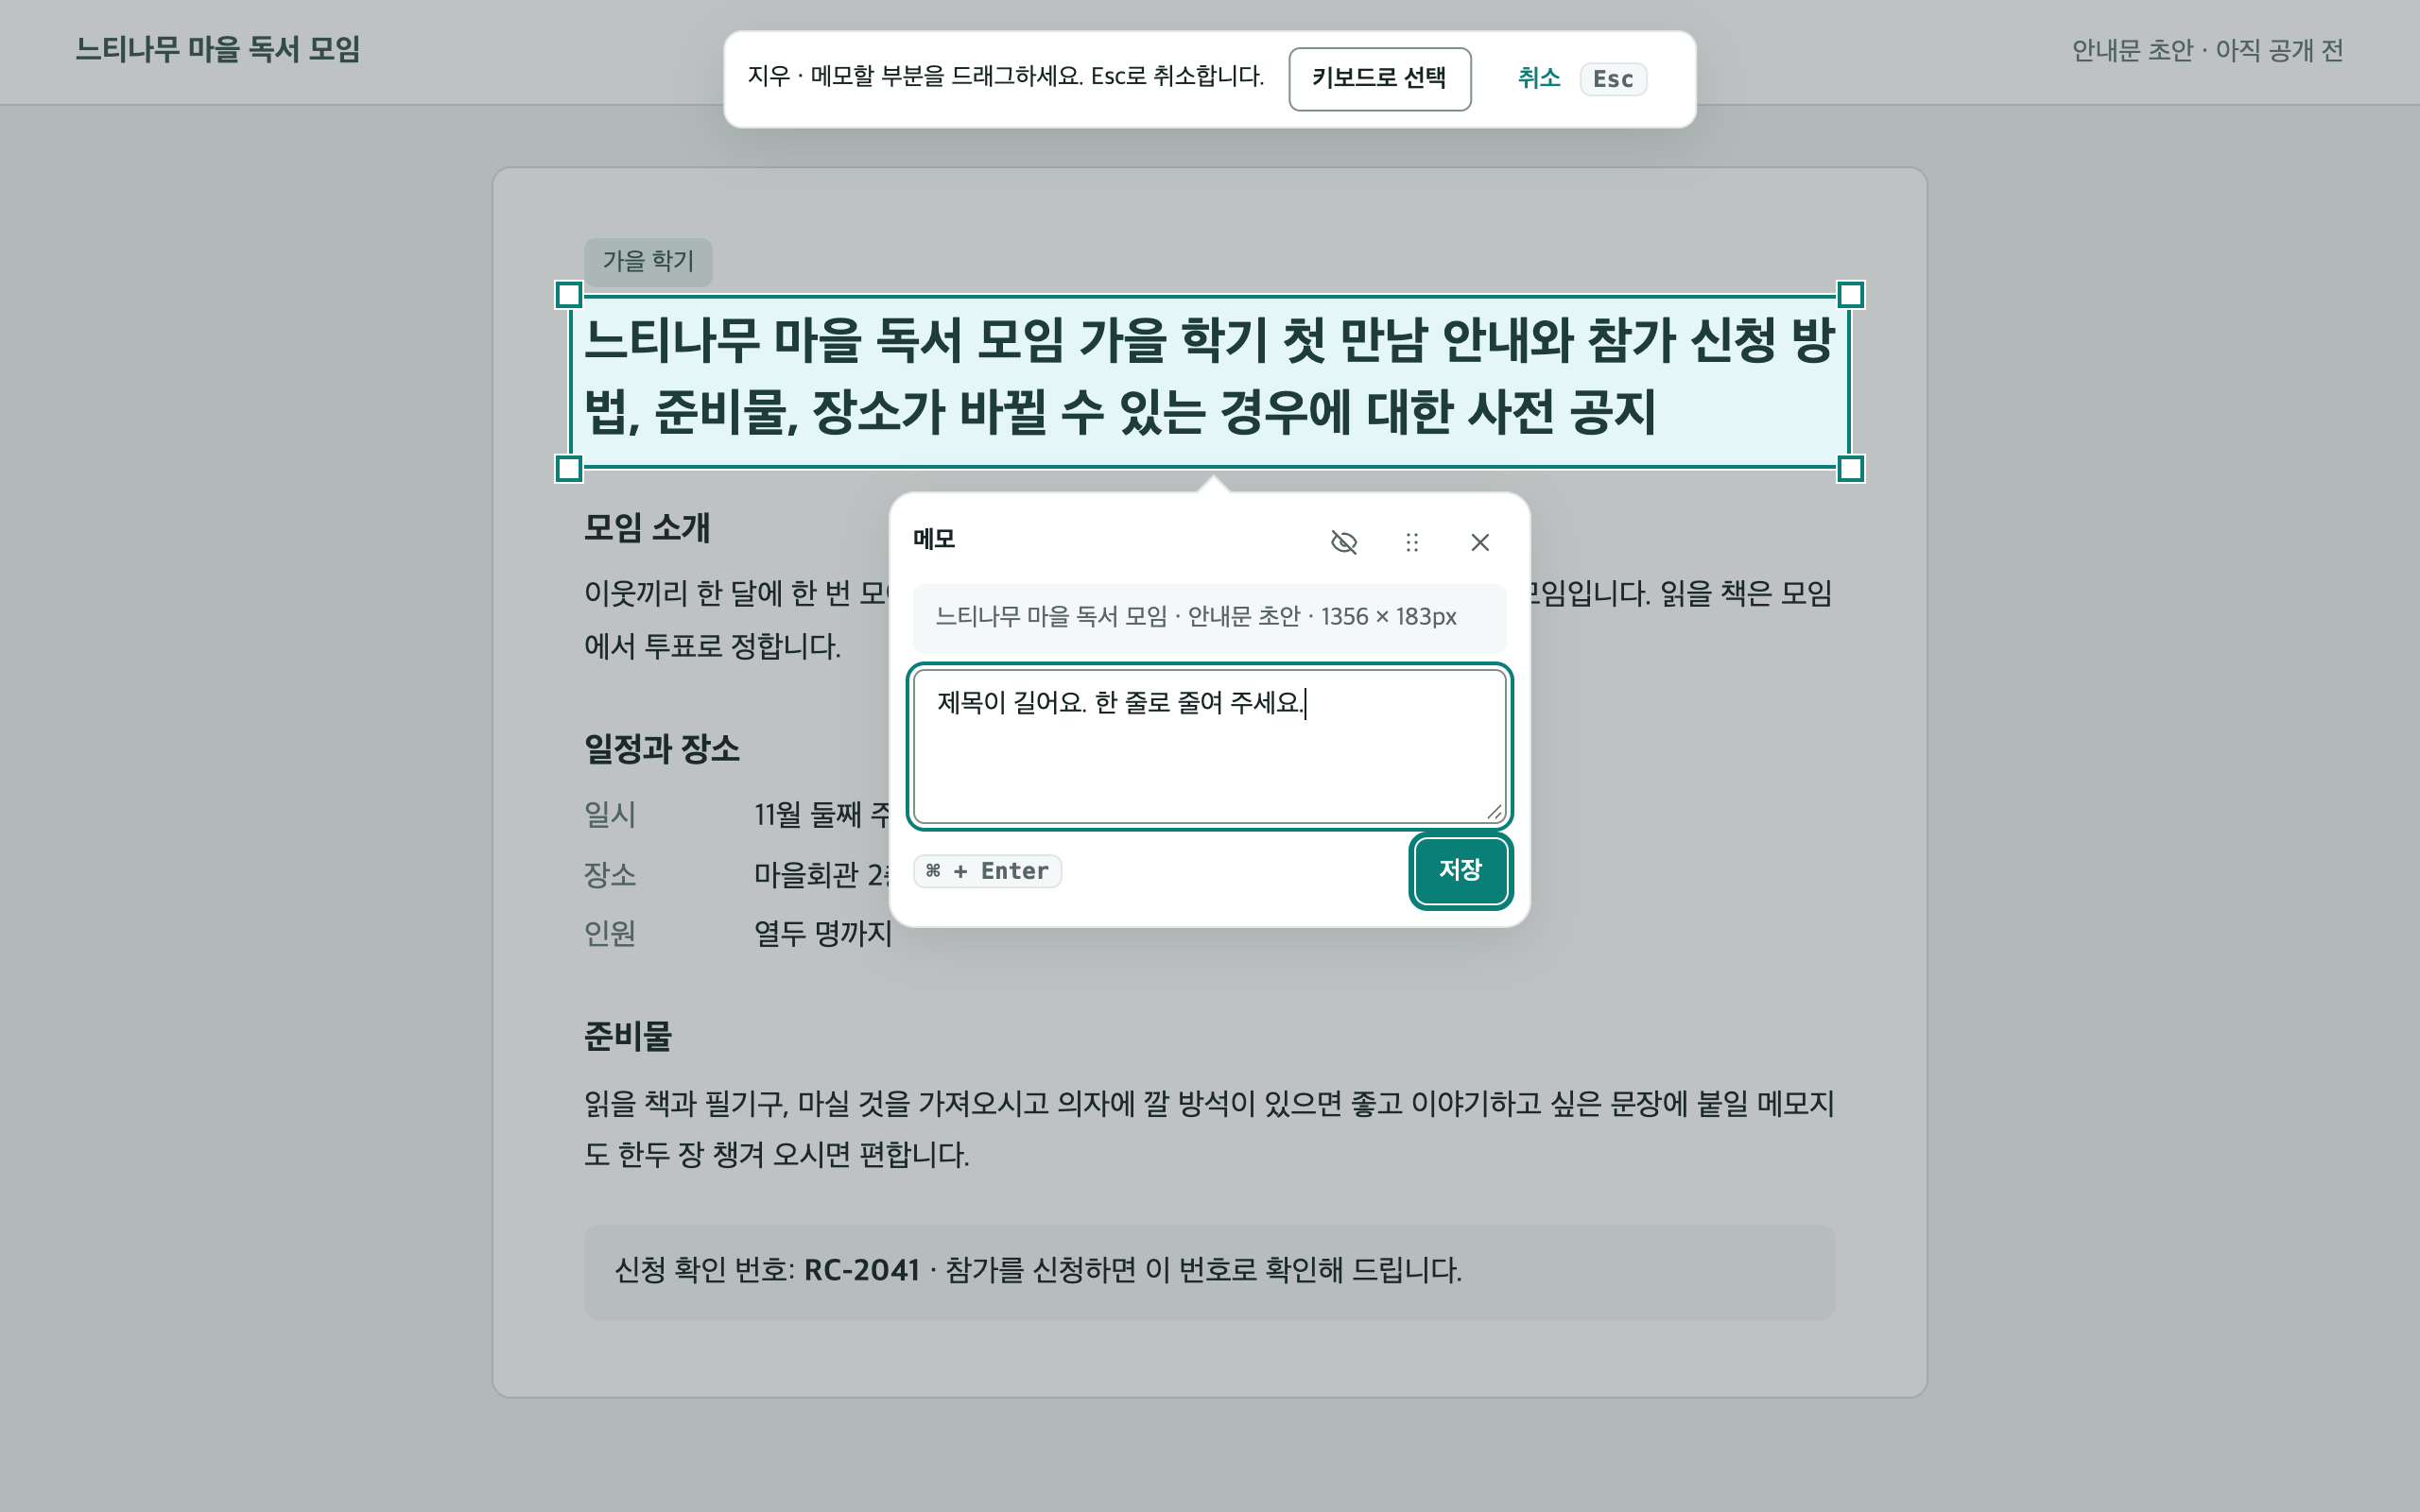 느티나무 마을 독서 모임
지우 · 메모할 부분을 드래그하세요. Esc로 취소합니다.
키보드로 선택
취소 Esc
안내문 초안 · 아직 공개 전
가을 학기
느티나무 마을 독서 모임 가을 학기 첫 만남 안내와 참가 신청 방
법, 준비물, 장소가 바뀔 수 있는 경우에 대한 사전 공지
메모
느티나무 마을 독서 모임 · 안내문 초안 · 1356 × 183px
제목이 길어요. 한 줄로 줄여 주세요.
⌘ + Enter
저장
모임 소개
이웃끼리 한 달에 한 번 모임입니다. 읽을 책은 모임
에서 투표로 정합니다.
일정과 장소
일시 11월 둘째
장소 마을회관
인원 열두 명까지
준비물
읽을 책과 필기구, 마실 것을 가져오시고 의자에 깔 방석이 있으면 좋고 이야기하고 싶은 문장에 붙일 메모지
도 한두 장 챙겨 오시면 편합니다.
신청 확인 번호: RC-2041 · 참가를 신청하면 이 번호로 확인해 드립니다.